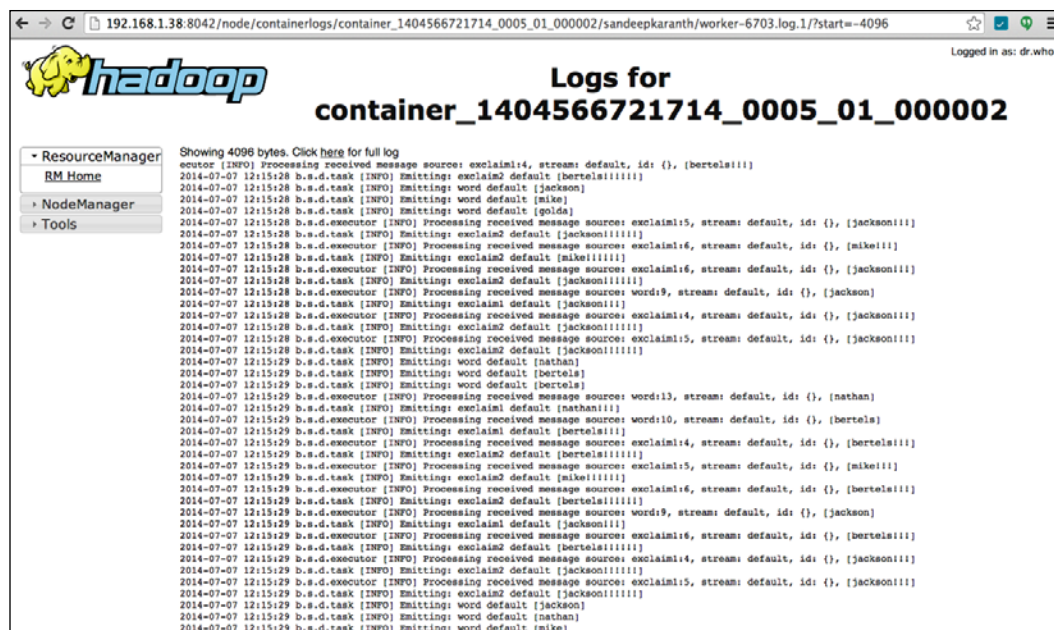 192.168.1.38:8042/node/containerlogs/container_1404566721714_0005_01_000002/sandeepkaranth/worker-6703.log.1/?start=-4096
Logged in as: dr.who
hadoop
Logs for
container_1404566721714_0005_01_000002
ResourceManager
RM Home
NodeManager
Tools
Showing 4096 bytes. Click here for full log
ecutor [INFO] Processing received message source: exclaim1:4, stream: default, id: {}, [bertels!!!]
2014-07-07 12:15:28 b.s.d.task [INFO] Emitting: exclaim2 default [bertels!!!!!!]
2014-07-07 12:15:28 b.s.d.task [INFO] Emitting: word default [jackson]
2014-07-07 12:15:28 b.s.d.task [INFO] Emitting: word default [mike]
2014-07-07 12:15:28 b.s.d.task [INFO] Emitting: word default [golda]
2014-07-07 12:15:28 b.s.d.executor [INFO] Processing received message source: exclaim1:5, stream: default, id: {}, [jackson!!!]
2014-07-07 12:15:28 b.s.d.task [INFO] Emitting: exclaim2 default [jackson!!!!!!]
2014-07-07 12:15:28 b.s.d.executor [INFO] Processing received message source: exclaim1:6, stream: default, id: {}, [mike!!!]
2014-07-07 12:15:28 b.s.d.task [INFO] Emitting: exclaim2 default [mike!!!!!!]
2014-07-07 12:15:28 b.s.d.executor [INFO] Processing received message source: exclaim1:6, stream: default, id: {}, [jackson!!!]
2014-07-07 12:15:28 b.s.d.task [INFO] Emitting: exclaim2 default [jackson!!!!!!]
2014-07-07 12:15:28 b.s.d.executor [INFO] Processing received message source: word:9, stream: default, id: {}, [jackson]
2014-07-07 12:15:28 b.s.d.task [INFO] Emitting: exclaim1 default [jackson!!!]
2014-07-07 12:15:28 b.s.d.executor [INFO] Processing received message source: exclaim1:4, stream: default, id: {}, [jackson!!!]
2014-07-07 12:15:28 b.s.d.task [INFO] Emitting: exclaim2 default [jackson!!!!!!]
2014-07-07 12:15:28 b.s.d.executor [INFO] Processing received message source: exclaim1:5, stream: default, id: {}, [jackson!!!]
2014-07-07 12:15:28 b.s.d.task [INFO] Emitting: exclaim2 default [jackson!!!!!!]
2014-07-07 12:15:29 b.s.d.task [INFO] Emitting: word default [nathan]
2014-07-07 12:15:29 b.s.d.task [INFO] Emitting: word default [bertels]
2014-07-07 12:15:29 b.s.d.task [INFO] Emitting: word default [bertels]
2014-07-07 12:15:29 b.s.d.executor [INFO] Processing received message source: word:13, stream: default, id: {}, [nathan]
2014-07-07 12:15:29 b.s.d.task [INFO] Emitting: exclaim1 default [nathan!!!]
2014-07-07 12:15:29 b.s.d.executor [INFO] Processing received message source: word:10, stream: default, id: {}, [bertels]
2014-07-07 12:15:29 b.s.d.task [INFO] Emitting: exclaim1 default [bertels!!!]
2014-07-07 12:15:29 b.s.d.executor [INFO] Processing received message source: exclaim1:4, stream: default, id: {}, [bertels!!!]
2014-07-07 12:15:29 b.s.d.task [INFO] Emitting: exclaim2 default [bertels!!!!!!]
2014-07-07 12:15:29 b.s.d.executor [INFO] Processing received message source: exclaim1:5, stream: default, id: {}, [mike!!!]
2014-07-07 12:15:29 b.s.d.task [INFO] Emitting: exclaim2 default [mike!!!!!!]
2014-07-07 12:15:29 b.s.d.executor [INFO] Processing received message source: exclaim1:6, stream: default, id: {}, [bertels!!!]
2014-07-07 12:15:29 b.s.d.task [INFO] Emitting: exclaim2 default [bertels!!!!!!]
2014-07-07 12:15:29 b.s.d.executor [INFO] Processing received message source: word:9, stream: default, id: {}, [jackson]
2014-07-07 12:15:29 b.s.d.task [INFO] Emitting: exclaim1 default [jackson!!!]
2014-07-07 12:15:29 b.s.d.executor [INFO] Processing received message source: exclaim1:6, stream: default, id: {}, [bertels!!!]
2014-07-07 12:15:29 b.s.d.task [INFO] Emitting: exclaim2 default [bertels!!!!!!]
2014-07-07 12:15:29 b.s.d.executor [INFO] Processing received message source: exclaim1:4, stream: default, id: {}, [jackson!!!]
2014-07-07 12:15:29 b.s.d.task [INFO] Emitting: exclaim2 default [jackson!!!!!!]
2014-07-07 12:15:29 b.s.d.executor [INFO] Processing received message source: exclaim1:5, stream: default, id: {}, [jackson!!!]
2014-07-07 12:15:29 b.s.d.task [INFO] Emitting: exclaim2 default [jackson!!!!!!]
2014-07-07 12:15:29 b.s.d.task [INFO] Emitting: word default [jackson]
2014-07-07 12:15:29 b.s.d.task [INFO] Emitting: word default [nathan]
2014-07-07 12:15:29 b.s.d.task [INFO] Emitting: word default [mike]